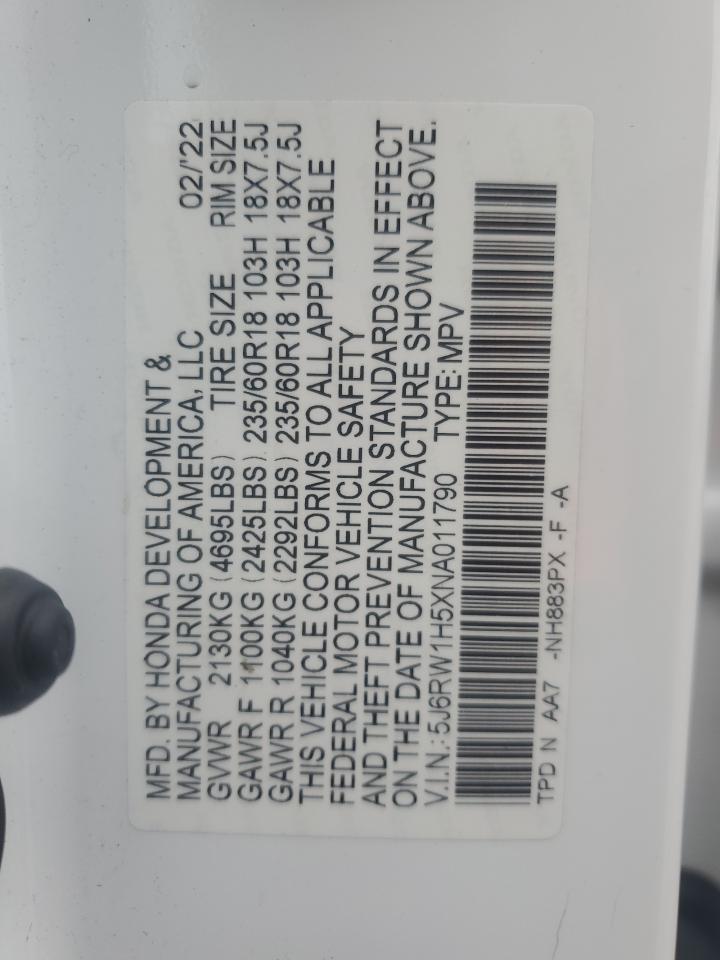 MFD. BY HONDA DEVELOPMENT &
MANUFACTURING OF AMERICA, LLC 02/'22
GVWR 2130KG (4695LBS) TIRE SIZE RIM SIZE
GAWR F 1100KG (2425LBS) 235/60R18 103H 18X7.5J
GAWR R 1040KG (2292LBS) 235/60R18 103H 18X7.5J
THIS VEHICLE CONFORMS TO ALL APPLICABLE
FEDERAL MOTOR VEHICLE SAFETY
AND THEFT PREVENTION STANDARDS IN EFFECT
ON THE DATE OF MANUFACTURE SHOWN ABOVE.
V.I.N.: 5J6RW1H5XNA011790 TYPE: MPV
TPD N AA7 -NH883PX -F -A